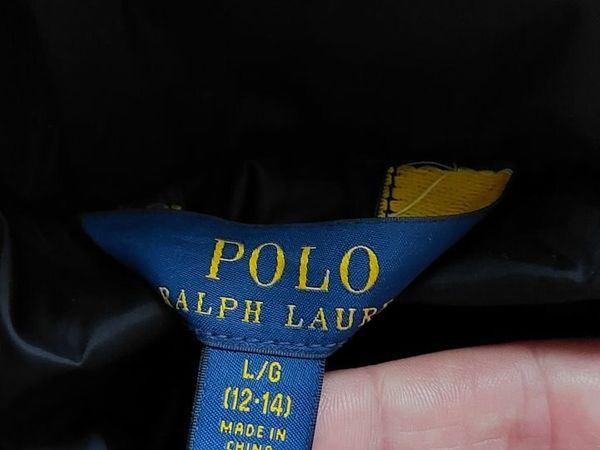 POLO
RALPH LAUR
L/G
(12-14)
MADE IN
CHINA